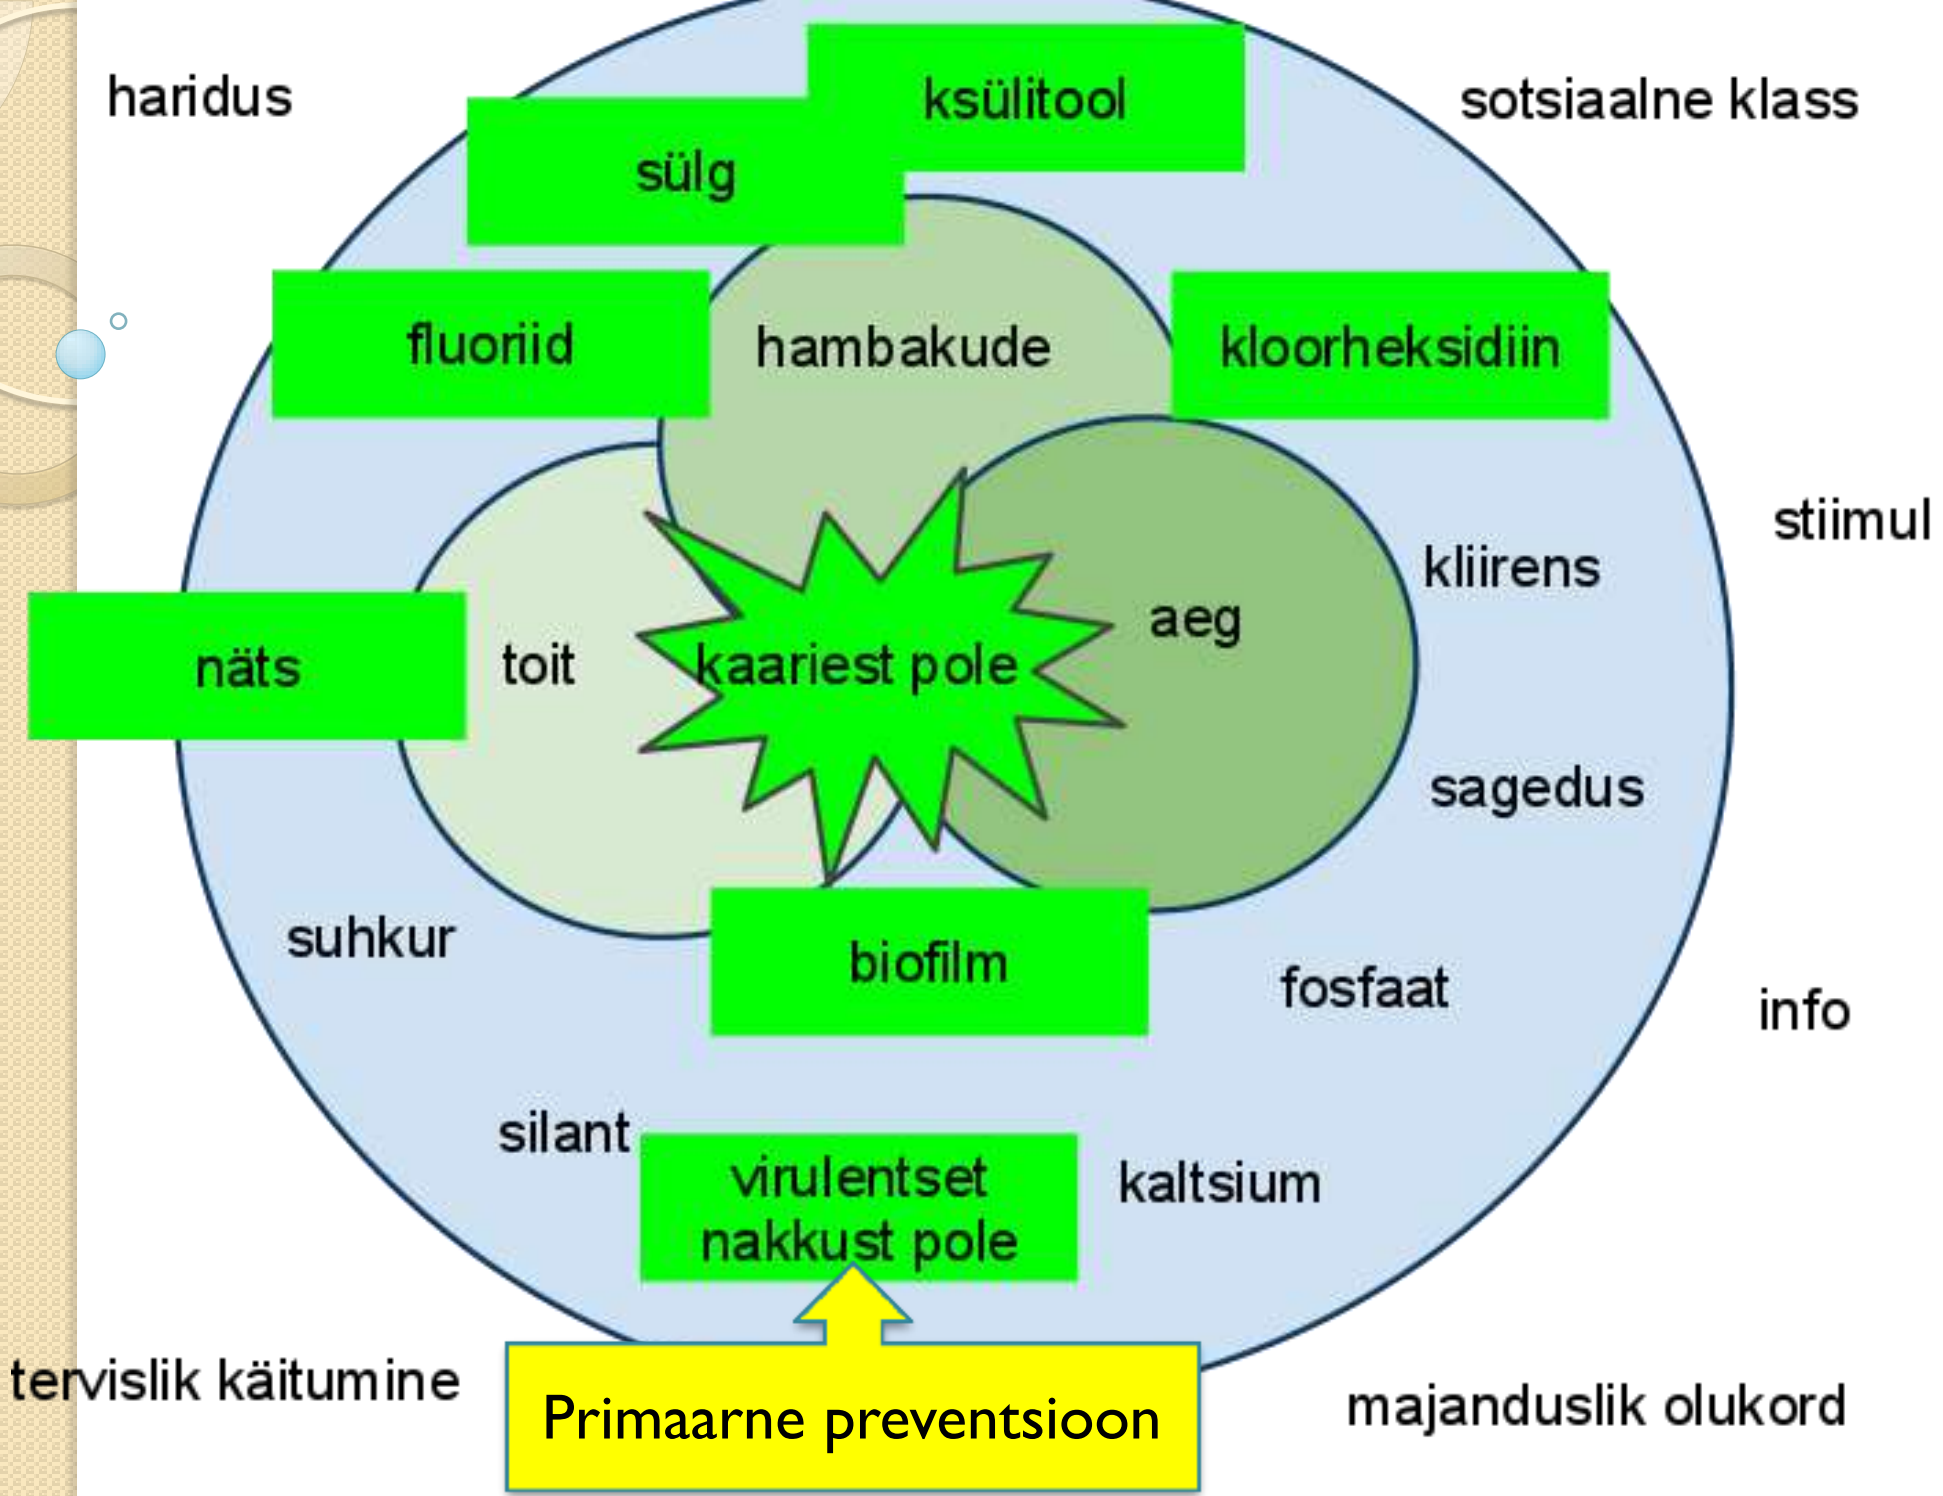 haridus
ksülitool
sotsiaalne klass
sülg
fluoriid
hambakude
kloorheksidiin
stiimul
kliirens
aeg
näts
toit
kaariest pole
sagedus
suhkur
biofilm
fosfaat
info
silant
virulentset
nakkust pole
kaltsium
tervislik käitumine
Primaarne preventsioon
majanduslik olukord